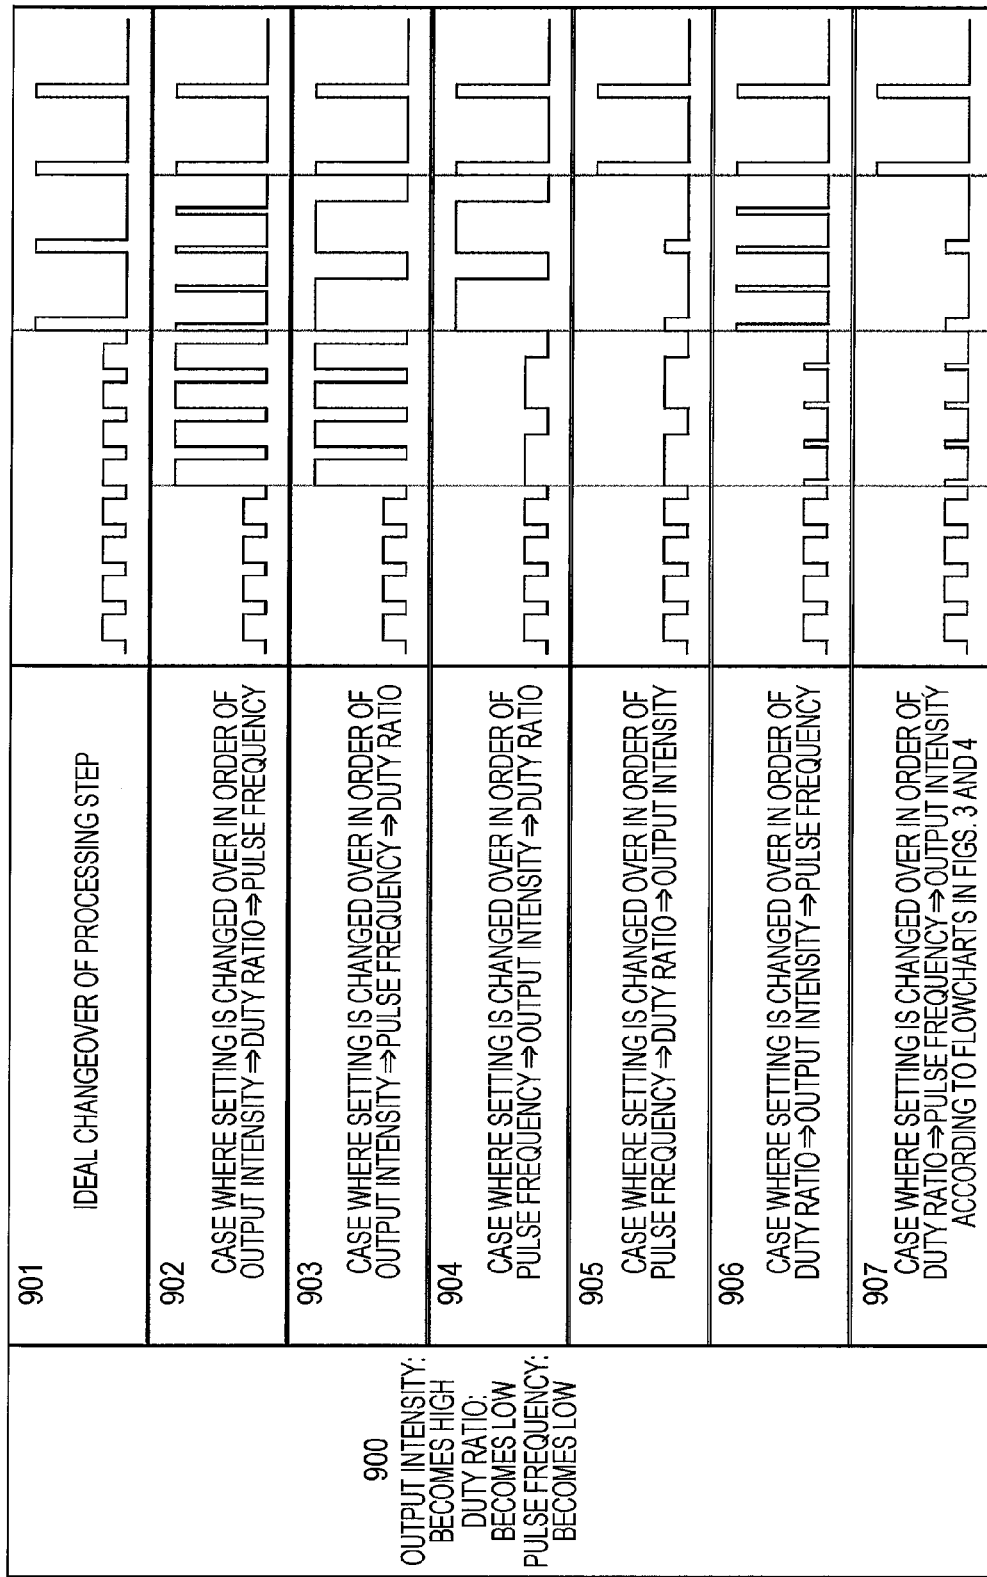 900
OUTPUT INTENSITY:
BECOMES HIGH
DUTY RATIO:
BECOMES LOW
PULSE FREQUENCY:
BECOMES LOW
901
IDEAL CHANGEOVER OF PROCESSING STEP
902
CASE WHERE SETTING IS CHANGED OVER IN ORDER OF
OUTPUT INTENSITY⇒DUTY RATIO⇒PULSE FREQUENCY
903
CASE WHERE SETTING IS CHANGED OVER IN ORDER OF
OUTPUT INTENSITY⇒PULSE FREQUENCY⇒DUTY RATIO
904
CASE WHERE SETTING IS CHANGED OVER IN ORDER OF
PULSE FREQUENCY⇒OUTPUT INTENSITY⇒DUTY RATIO
905
CASE WHERE SETTING IS CHANGED OVER IN ORDER OF
PULSE FREQUENCY⇒DUTY RATIO⇒OUTPUT INTENSITY
906
CASE WHERE SETTING IS CHANGED OVER IN ORDER OF
DUTY RATIO⇒OUTPUT INTENSITY⇒PULSE FREQUENCY
907
CASE WHERE SETTING IS CHANGED OVER IN ORDER OF
DUTY RATIO⇒PULSE FREQUENCY⇒OUTPUT INTENSITY
ACCORDING TO FLOWCHARTS IN FIGS. 3 AND 4